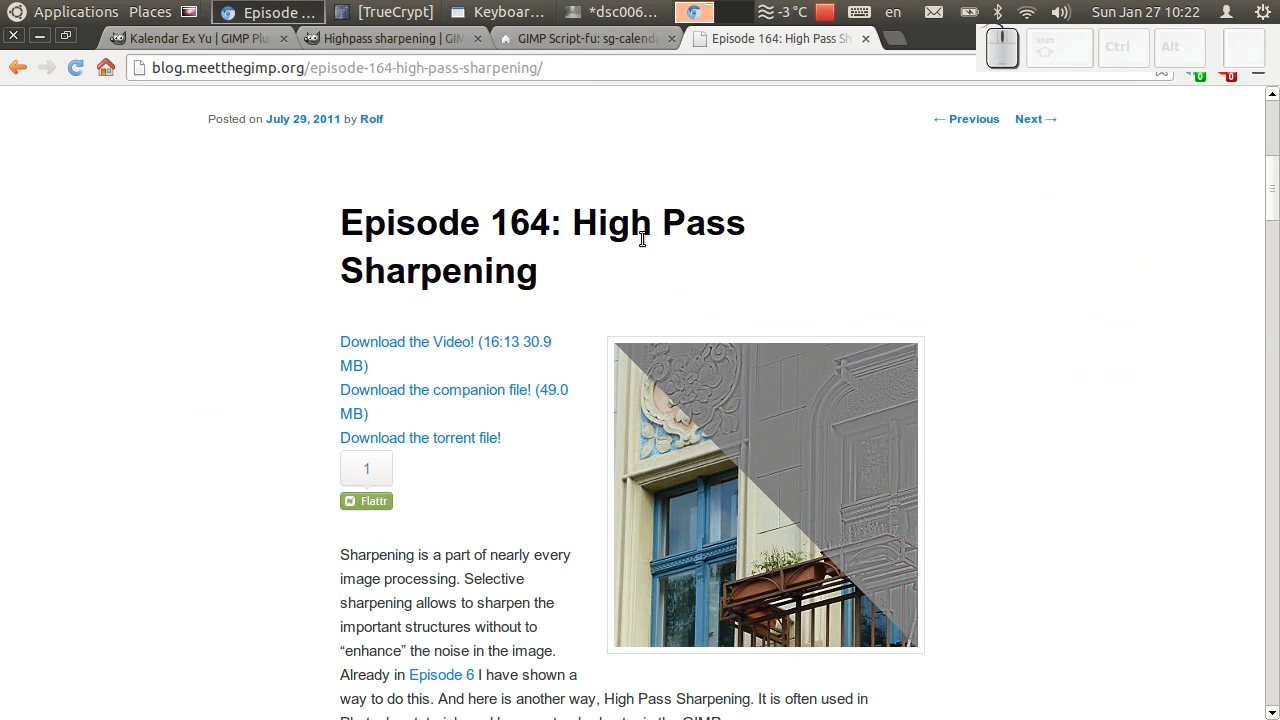 Applications Places Episode ... [TrueCrypt] Keyboar... *dsc006... -3 °C en Sun Jan 27 10:22
Kalendar Ex Yu | GIMP Plu Highpass sharpening | GIM GIMP Script-fu: sg-calend Episode 164: High Pass Sh
Shift Ctrl Alt
blog.meetthegimp.org/episode-164-high-pass-sharpening/
0 0
Posted on July 29, 2011 by Rolf ← Previous Next →
Episode 164: High Pass
Sharpening
Download the Video! (16:13 30.9
MB)
Download the companion file! (49.0
MB)
Download the torrent file!
1
Flattr
Sharpening is a part of nearly every
image processing. Selective
sharpening allows to sharpen the
important structures without to
“enhance” the noise in the image.
Already in Episode 6 I have shown a
way to do this. And here is another way, High Pass Sharpening. It is often used in